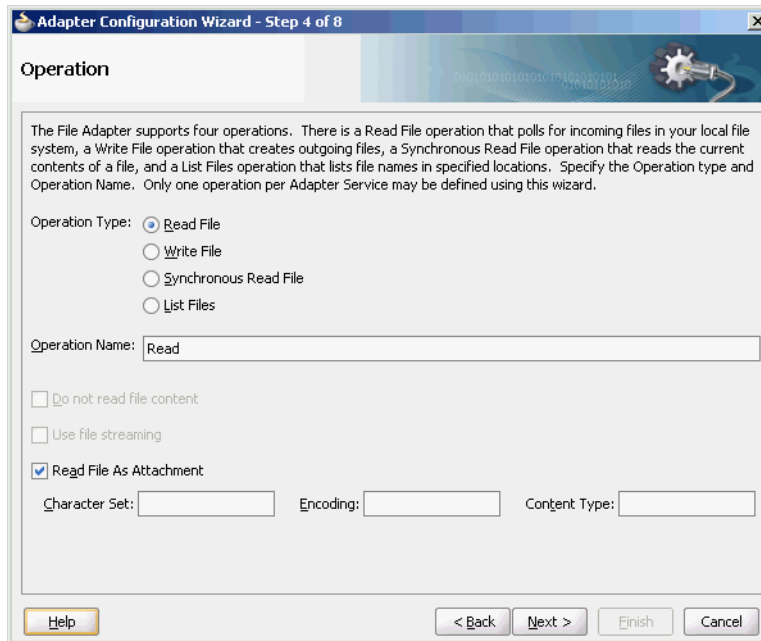 Adapter Configuration Wizard - Step 4 of 8
Operation
The File Adapter supports four operations. There is a Read File operation that polls for incoming files in your local file
system, a Write File operation that creates outgoing files, a Synchronous Read File operation that reads the current
contents of a file, and a List Files operation that lists file names in specified locations. Specify the Operation type and
Operation Name. Only one operation per Adapter Service may be defined using this wizard.
Operation Type: Read File
Write File
Synchronous Read File
List Files
Operation Name: Read
Do not read file content
Use file streaming
Read File As Attachment
Character Set: Encoding: Content Type:
Help < Back Next > Finish Cancel